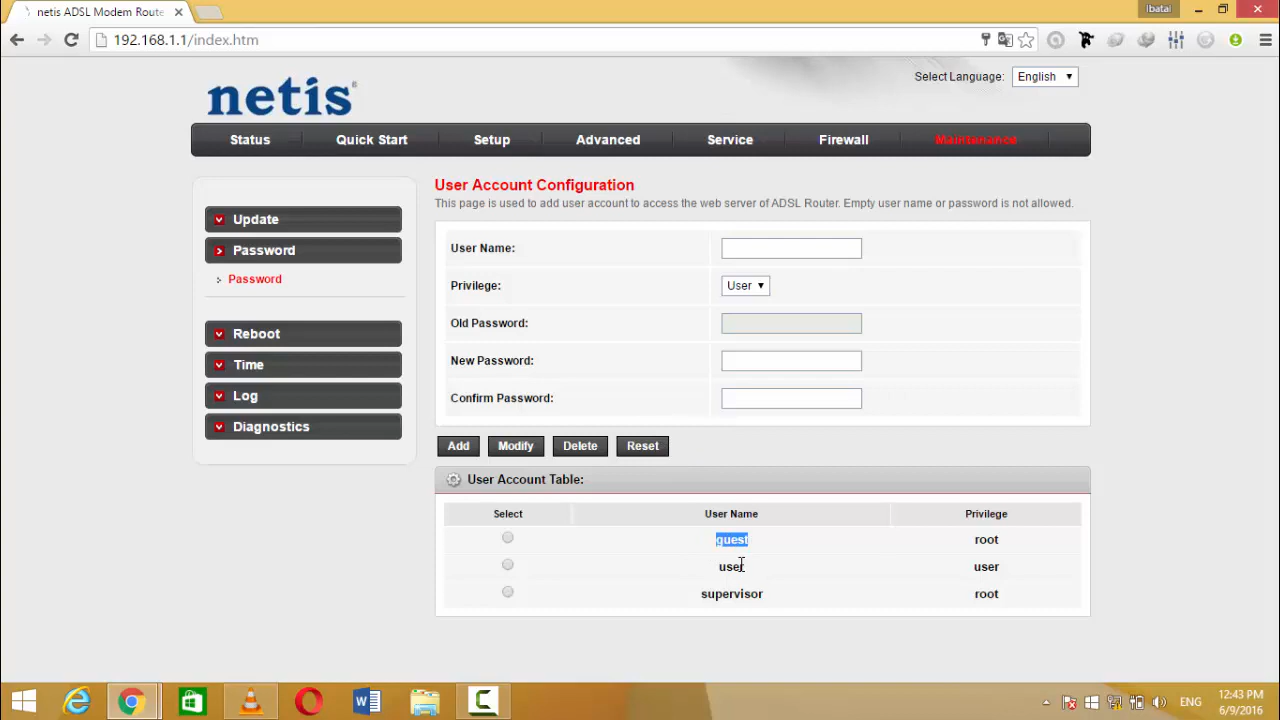 netis ADSL Modem Route
ibatal
192.168.1.1/index.htm
Select Language: English
netis®
Status Quick Start Setup Advanced Service Firewall Maintenance
User Account Configuration
This page is used to add user account to access the web server of ADSL Router. Empty user name or password is not allowed.
Update
Password
Password
Reboot
Time
Log
Diagnostics
User Name:
Privilege: User
Old Password:
New Password:
Confirm Password:
Add Modify Delete Reset
User Account Table:
Select User Name Privilege
guest root
user user
supervisor root
ENG
12:43 PM
6/9/2016